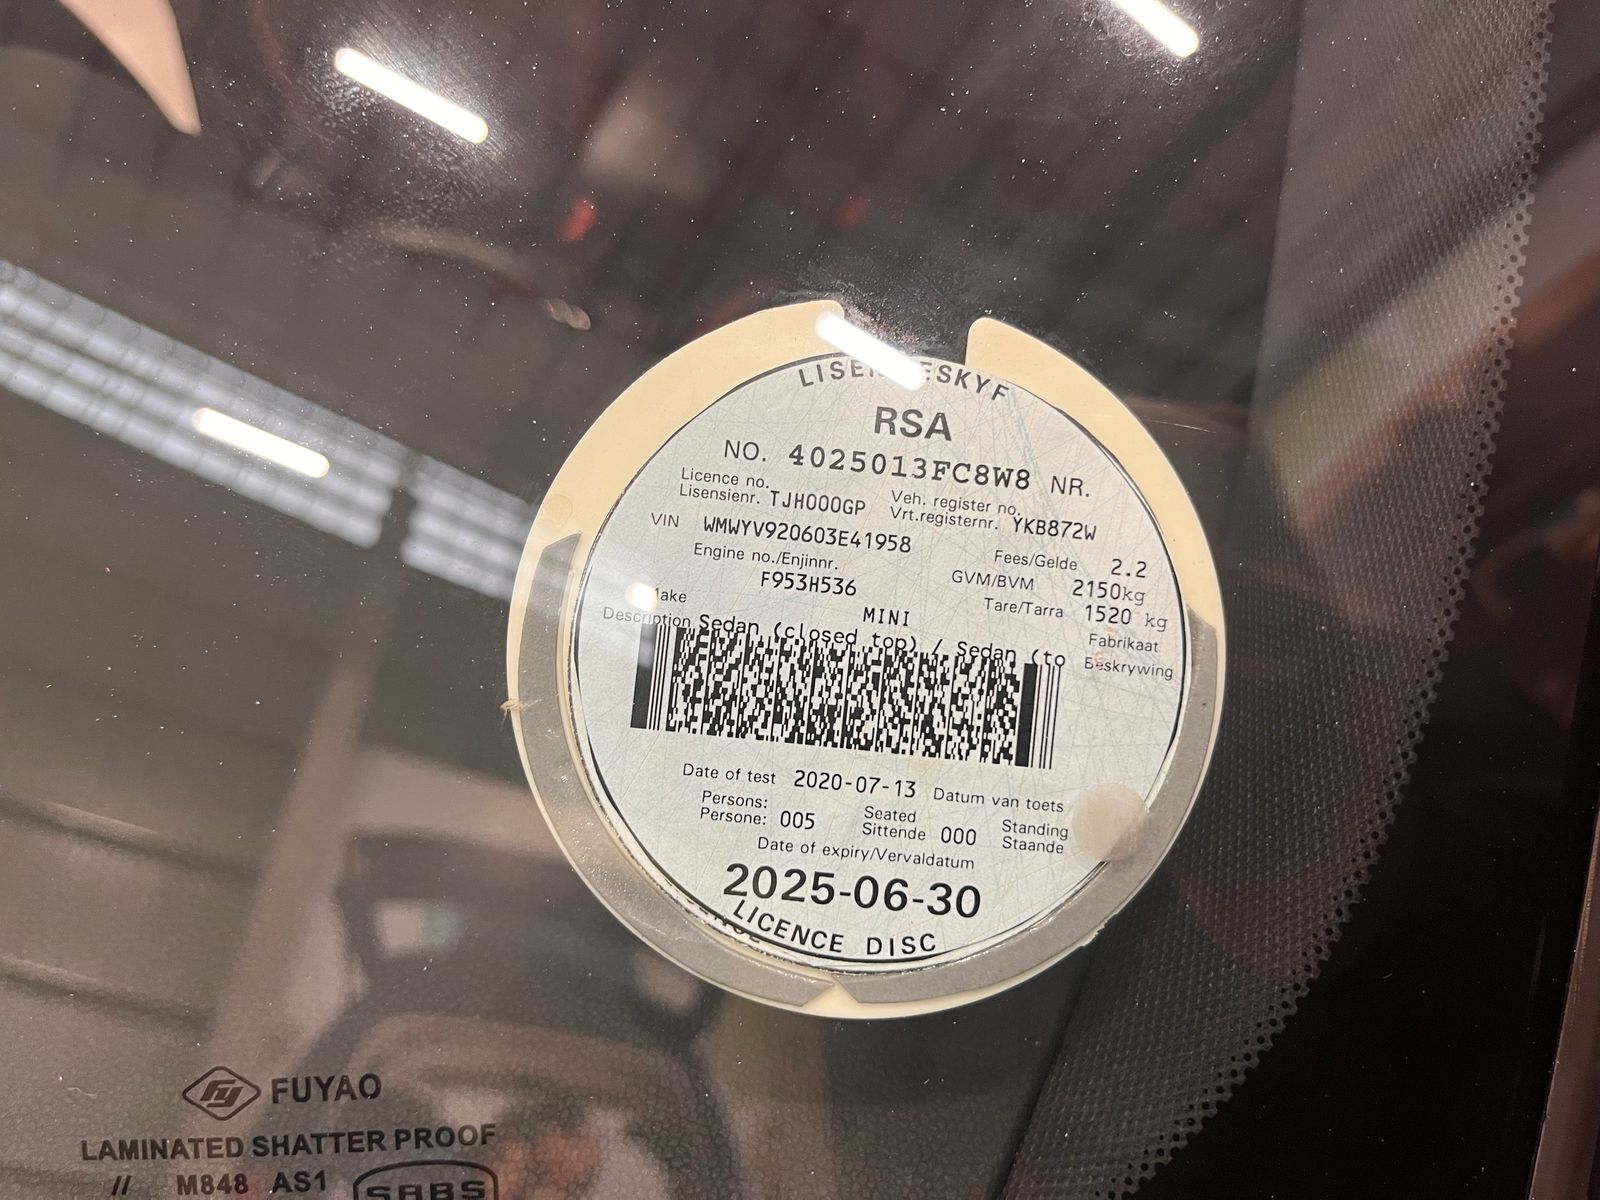 LISEN ESKYF
RSA
NO. 4025013FC8W8 NR.
Licence no. Veh. register no.
Lisensienr. TJH000GP Vrt.registernr. YKB872W
VIN WMWYV920603E41958
Fees/Gelde 2.2
Engine no./Enjinnr. GVM/BVM 2150kg
F953H536 Tare/Tarra 1520 kg
Make MINI Fabrikaat
Description Sedan (closed top) / Sedan (to Beskrywing
Date of test 2020-07-13 Datum van toets
Persons: Seated Standing
Persone: 005 Sittende 000 Staande
Date of expiry/Vervaldatum
2025-06-30
LICENCE DISC
FY FUYAO
LAMINATED SHATTER PROOF
// M848 AS1 SABS